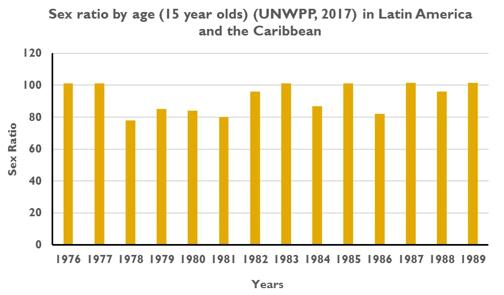 Sex ratio by age (15 year olds) (UNWPP, 2017) in Latin America
and the Caribbean
120
100
80
60
40
20
0
Sex Ratio
1976 1977 1978 1979 1980 1981 1982 1983 1984 1985 1986 1987 1988 1989
Years